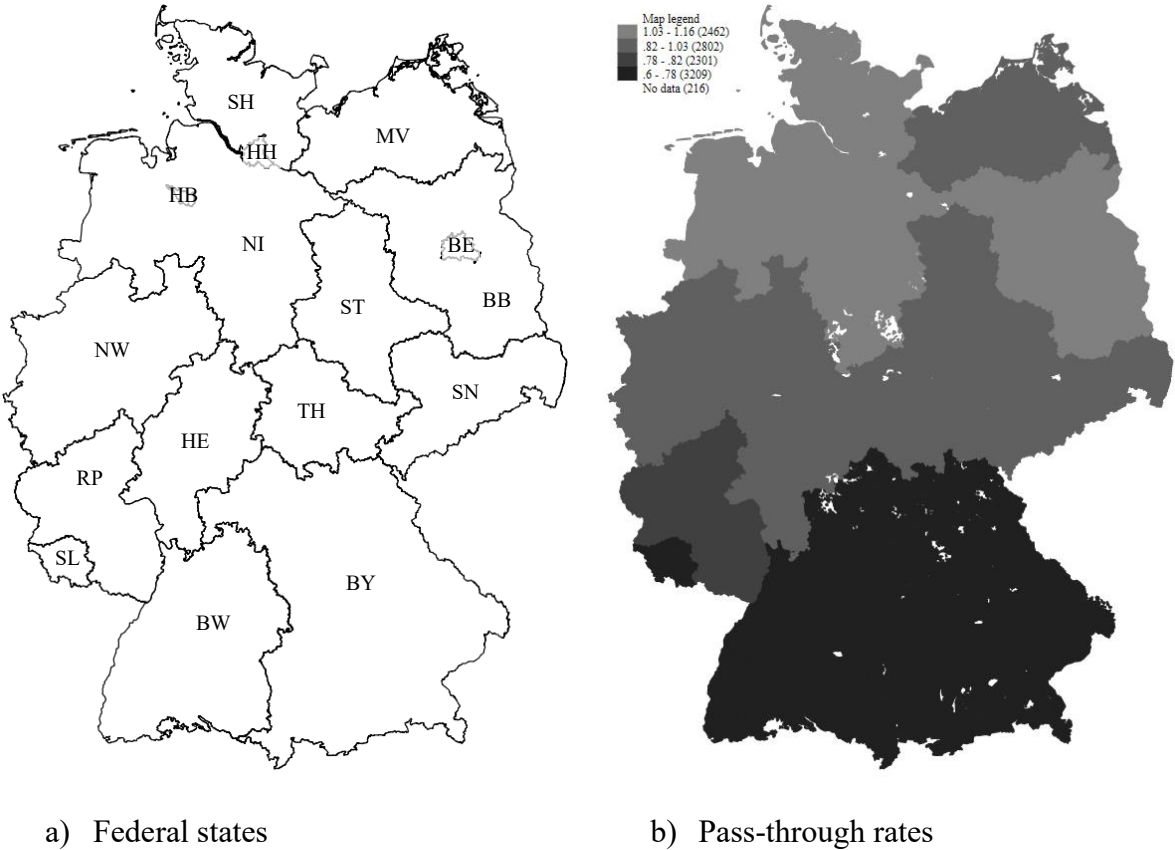 SH
MV
HH
HB
NI
BE
BB
ST
NW
SN
TH
HE
RP
SL
BY
BW
Map legend
1.03 - 1.16 (2462)
.82 - 1.03 (2802)
.78 - .82 (2301)
.6 - .78 (3209)
No data (216)
a) Federal states
b) Pass-through rates